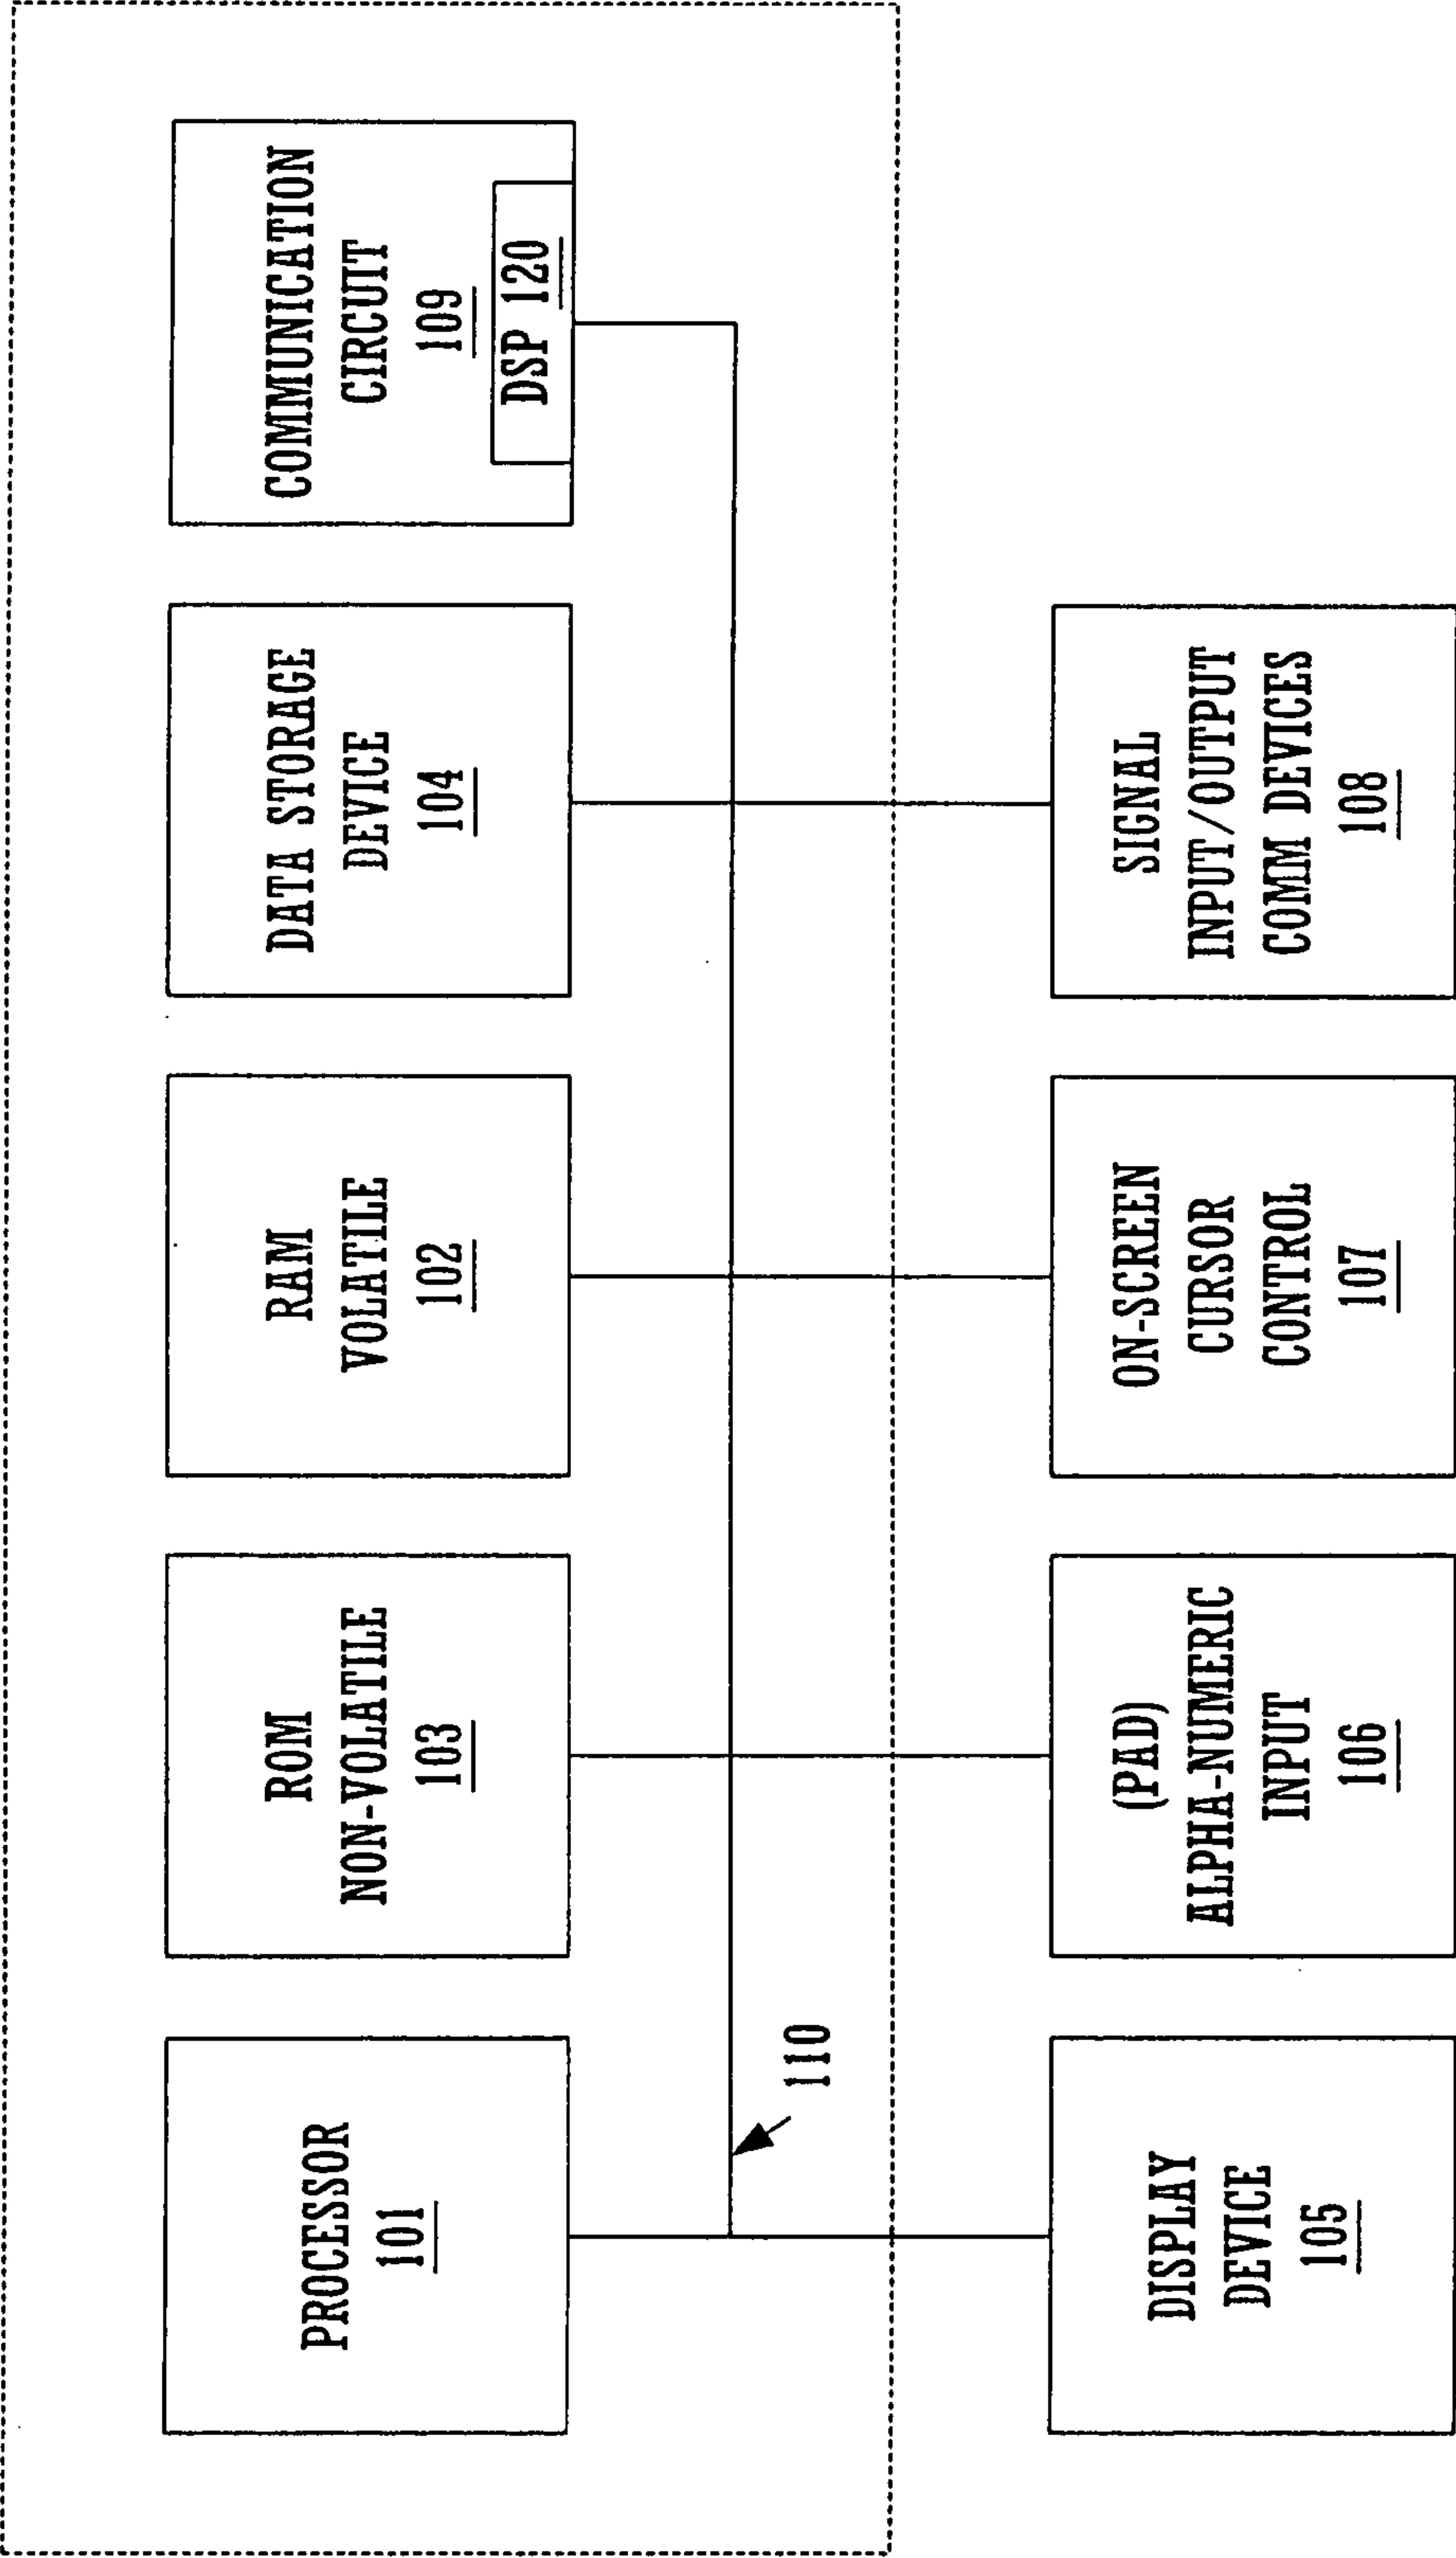 PROCESSOR
101
ROM
NON-VOLATILE
103
RAM
VOLATILE
102
DATA STORAGE
DEVICE
104
COMMUNICATION
CIRCUIT
109
DSP 120
110
DISPLAY
DEVICE
105
(PAD)
ALPHA-NUMERIC
INPUT
106
ON-SCREEN
CURSOR
CONTROL
107
SIGNAL
INPUT/OUTPUT
COMM DEVICES
108